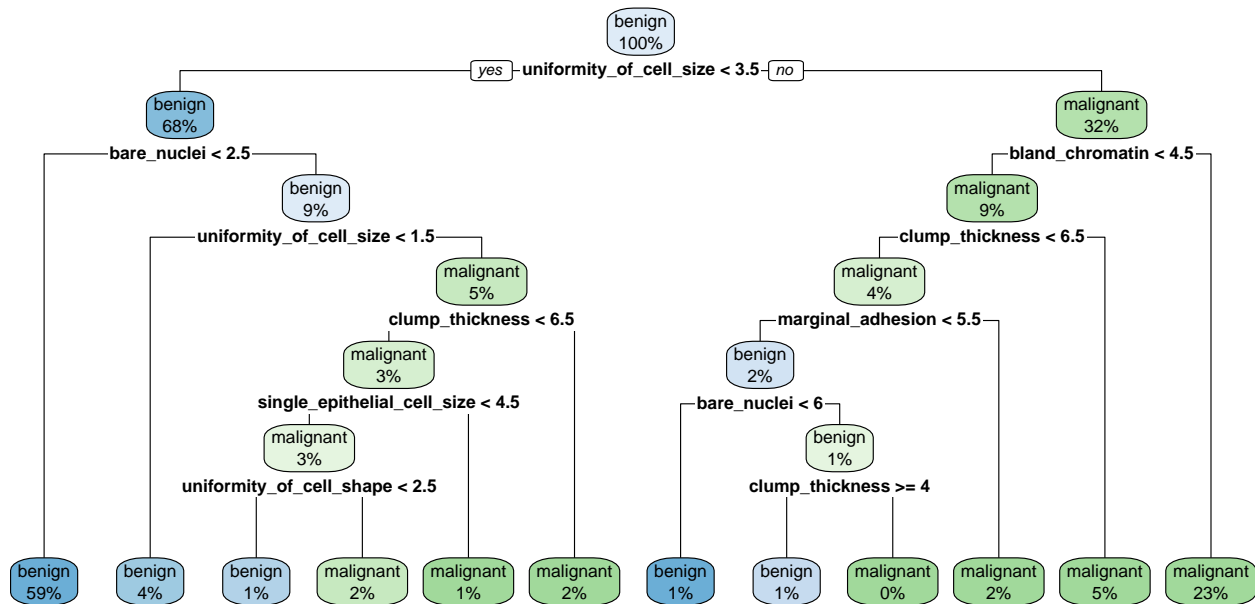 benign
100%
yes uniformity_of_cell_size < 3.5 no
benign
68%
malignant
32%
bare_nuclei < 2.5
bland_chromatin < 4.5
benign
9%
malignant
9%
uniformity_of_cell_size < 1.5
clump_thickness < 6.5
malignant
5%
malignant
4%
clump_thickness < 6.5
marginal_adhesion < 5.5
malignant
3%
benign
2%
single_epithelial_cell_size < 4.5
bare_nuclei < 6
malignant
3%
benign
1%
uniformity_of_cell_shape < 2.5
clump_thickness >= 4
benign
59%
benign
4%
benign
1%
malignant
2%
malignant
1%
malignant
2%
benign
1%
benign
1%
malignant
0%
malignant
2%
malignant
5%
malignant
23%